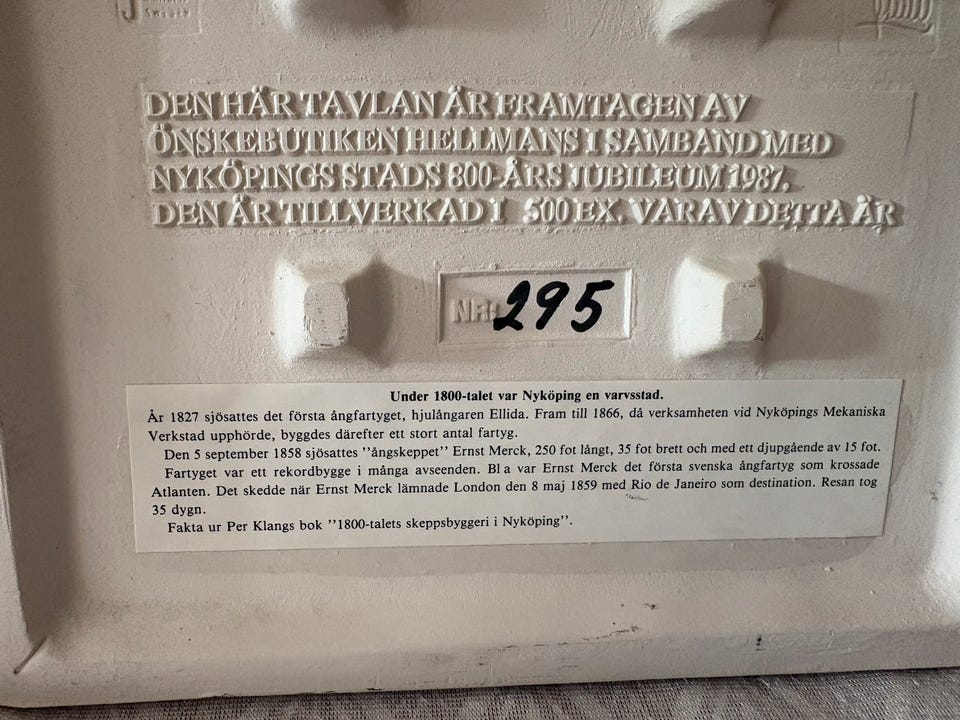 Sweden
DEN HÄR TAVLAN ÄR FRAMTAGEN AV
ÖNSKEBUTIKEN HELLMANS I SAMBAND MED
NYKÖPINGS STADS 800-ÅRS JUBILEUM 1987.
DEN ÄR TILLVERKAD I 500 EX. VARAV DETTA ÄR
NR: 295
Under 1800-talet var Nyköping en varvsstad.
År 1827 sjösattes det första ångfartyget, hjulångaren Ellida. Fram till 1866, då verksamheten vid Nyköpings Mekaniska
Verkstad upphörde, byggdes därefter ett stort antal fartyg.
Den 5 september 1858 sjösattes ''ångskeppet'' Ernst Merck, 250 fot långt, 35 fot brett och med ett djupgående av 15 fot.
Fartyget var ett rekordbygge i många avseenden. Bl a var Ernst Merck det första svenska ångfartyg som krossade
Atlanten. Det skedde när Ernst Merck lämnade London den 8 maj 1859 med Rio de Janeiro som destination. Resan tog
35 dygn.
Fakta ur Per Klangs bok ''1800-talets skeppsbyggeri i Nyköping''.